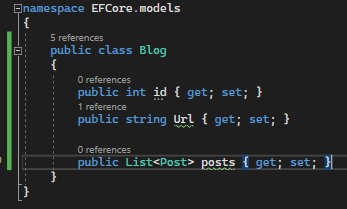 namespace EFCore.models
{
5 references
public class Blog
{
0 references
public int id { get; set; }
1 reference
public string Url { get; set; }
0 references
public List<Post> posts { get; set; }
}
}